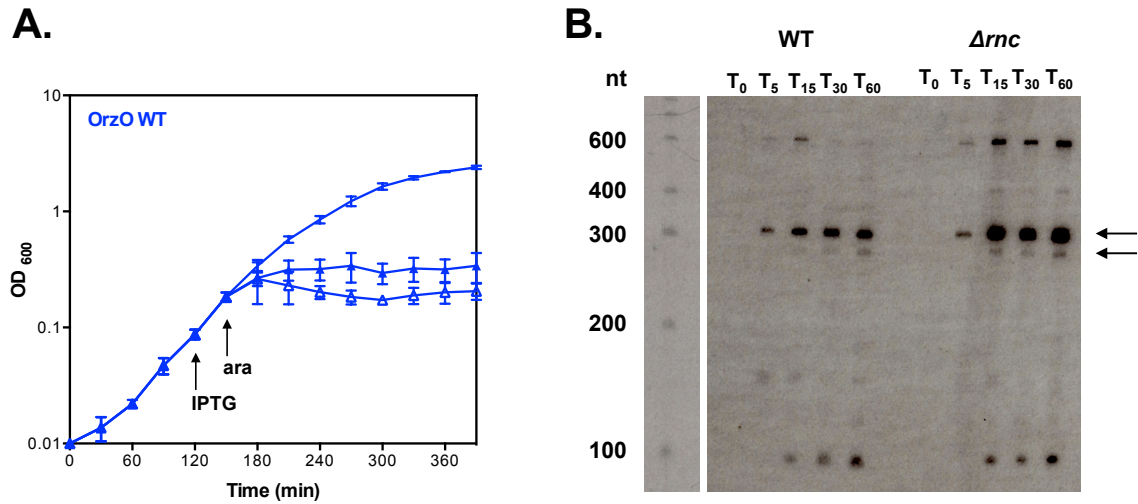 A.
OrzO WT
10
1
0.1
0.01
OD 600
IPTG
ara
0 60 120 180 240 300 360
Time (min)
B.
WT Δrnc
nt T0 T5 T15 T30 T60 T0 T5 T15 T30 T60
600
400
300
200
100